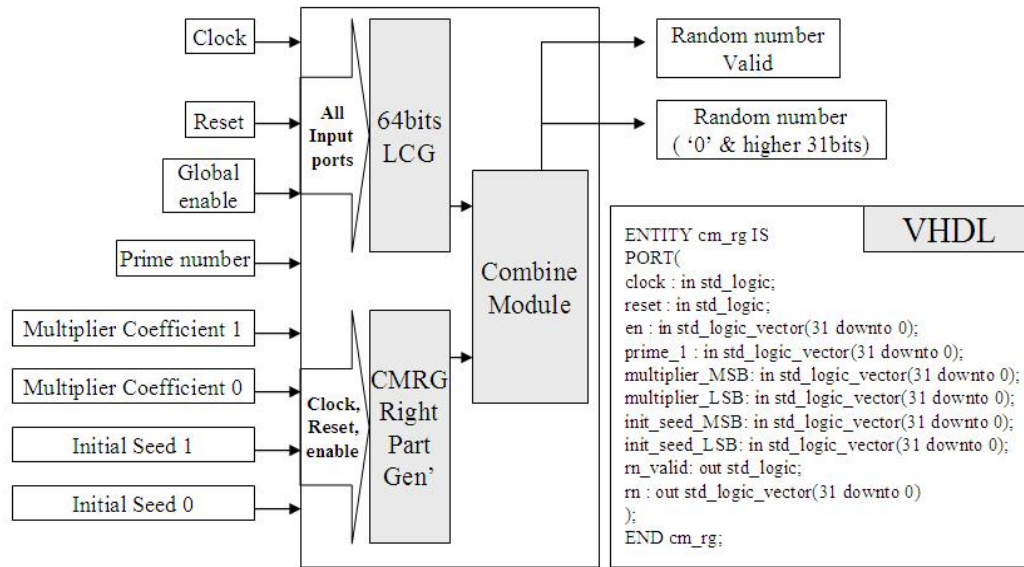 Clock
Reset
Global
enable
Prime number
Multiplier Coefficient 1
Multiplier Coefficient 0
Initial Seed 1
Initial Seed 0
All
Input
ports
64bits
LCG
Clock,
Reset,
enable
CMRG
Right
Part
Gen’
Combine
Module
Random number
Valid
Random number
( ‘0’ & higher 31bits)
VHDL
ENTITY cm_rg IS
PORT(
clock : in std_logic;
reset : in std_logic;
en : in std_logic_vector(31 downto 0);
prime_1 : in std_logic_vector(31 downto 0);
multiplier_MSB: in std_logic_vector(31 downto 0);
multiplier_LSB: in std_logic_vector(31 downto 0);
init_seed_MSB: in std_logic_vector(31 downto 0);
init_seed_LSB: in std_logic_vector(31 downto 0);
rn_valid: out std_logic;
rn : out std_logic_vector(31 downto 0)
);
END cm_rg;